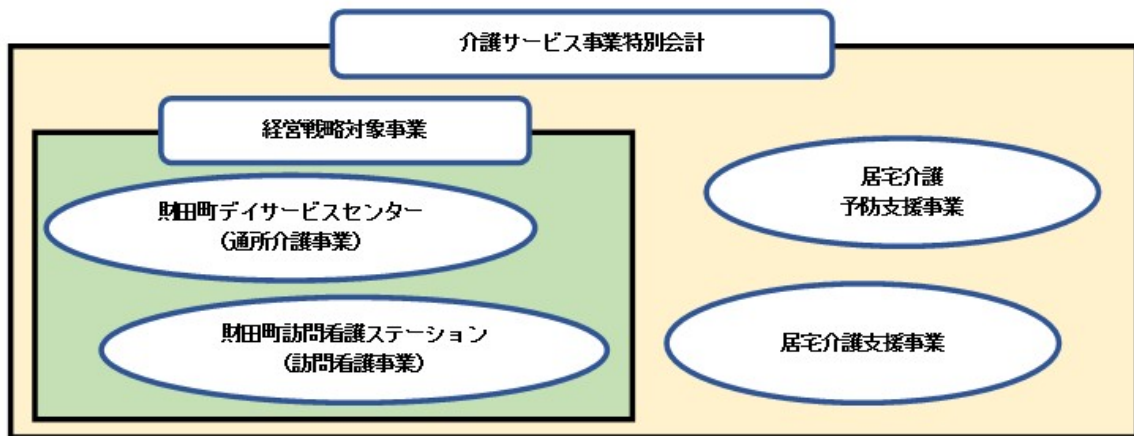 介護サービス事業特別会計
経営戦略対象事業
財田町デイサービスセンター
(通所介護事業)
財田町訪問看護ステーション
(訪問看護事業)
居宅介護
予防支援事業
居宅介護支援事業